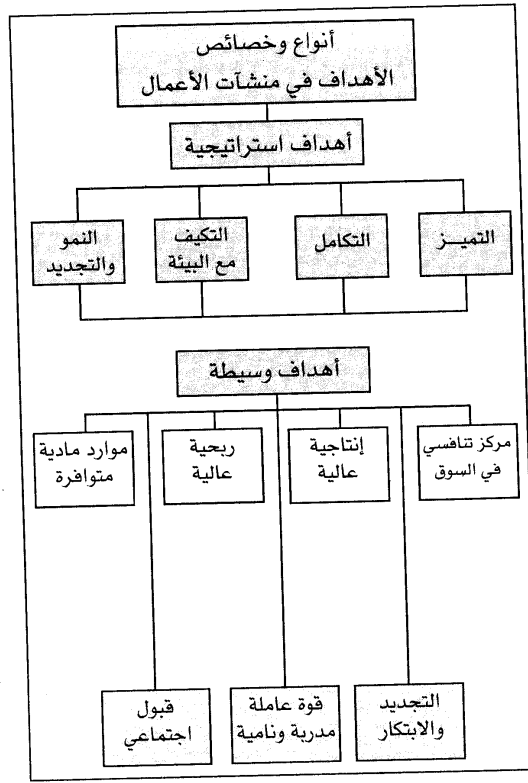 أنواع وخصائص
الأهداف في منشآت الأعمال
أهداف استراتيجية
التميــز
التكامل
التكيف
مع البيئة
النمو
والتجديد
أهداف وسيطة
مركز تنافسي
في السوق
إنتاجية
عالية
ربحية
عالية
موارد مادية
متوافرة
التجديد
والابتكار
قوة عاملة
مدربة ونامية
قبول
اجتماعي